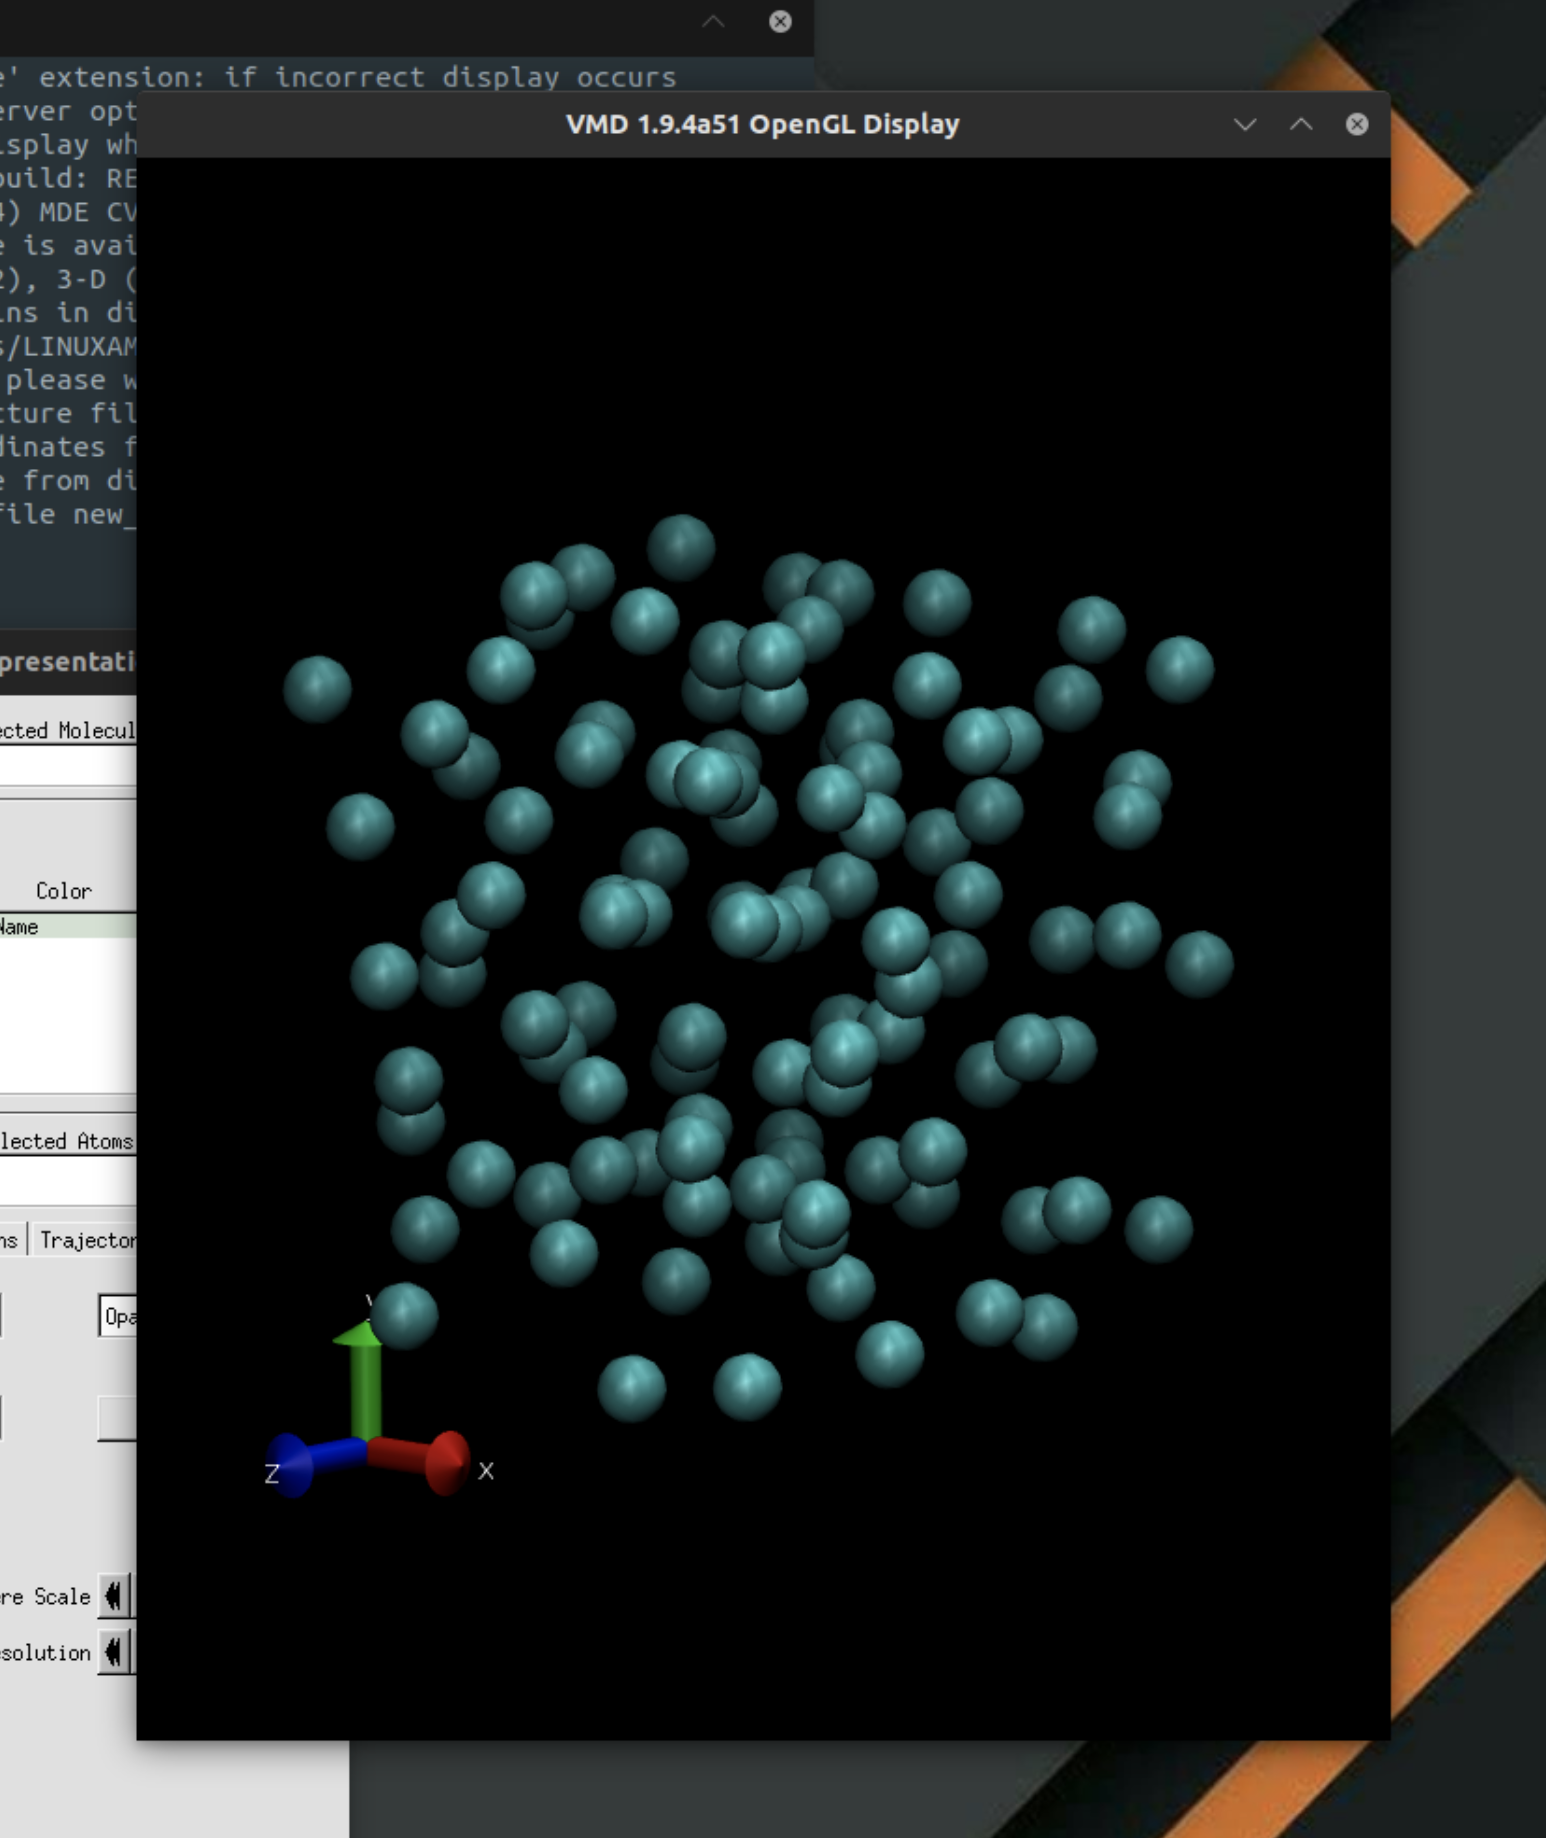 e' extension: if incorrect display occurs
erver opt
isplay wh
build: RE
4) MDE CV
e is avai
2), 3-D (
ins in di
s/LINUXAM
please w
cture fil
dinates f
e from di
file new_
VMD 1.9.4a51 OpenGL Display
presentati
ected Molecul
Color
Name
lected Atoms
ns
Trajector
Opa
re Scale
solution
Z
X